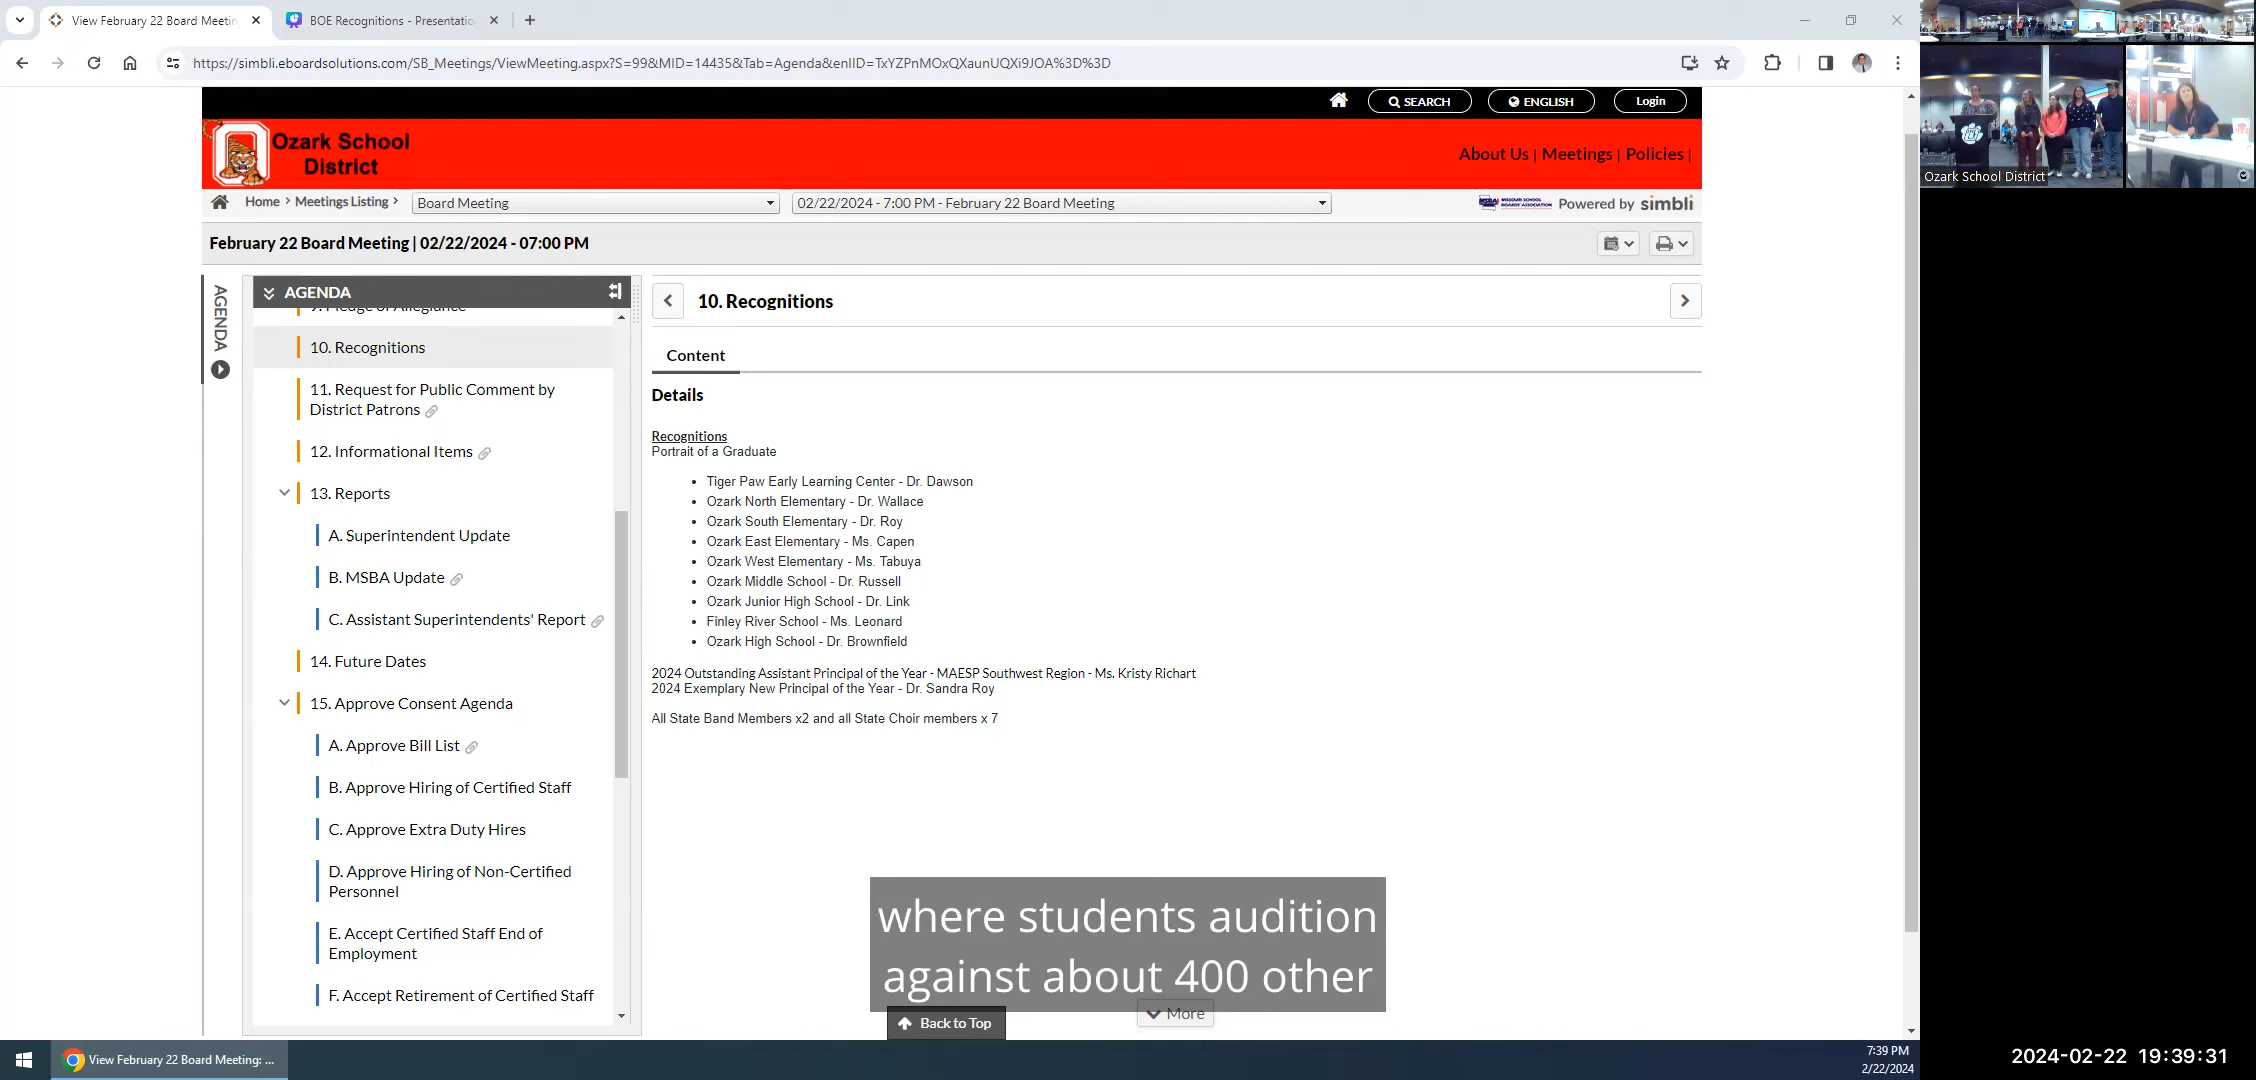 View February 22 Board Meetin
BOE Recognitions - Presentatio
https://simbli.eboardsolutions.com/SB_Meetings/ViewMeeting.aspx?S=99&MID=14435&Tab=Agenda&enIID=TxYZPnMOxQXaunUQXi9JOA%3D%3D
SEARCH
ENGLISH
Login
Ozark School
District
About Us | Meetings | Policies |
Home > Meetings Listing >
Board Meeting
02/22/2024 - 7:00 PM - February 22 Board Meeting
MSBA MISSOURI SCHOOL BOARDS' ASSOCIATION Powered by simbli
February 22 Board Meeting | 02/22/2024 - 07:00 PM
AGENDA
AGENDA
9. Pledge of Allegiance
10. Recognitions
11. Request for Public Comment by
District Patrons
12. Informational Items
13. Reports
A. Superintendent Update
B. MSBA Update
C. Assistant Superintendents' Report
14. Future Dates
15. Approve Consent Agenda
A. Approve Bill List
B. Approve Hiring of Certified Staff
C. Approve Extra Duty Hires
D. Approve Hiring of Non-Certified
Personnel
E. Accept Certified Staff End of
Employment
F. Accept Retirement of Certified Staff
10. Recognitions
Content
Details
Recognitions
Portrait of a Graduate
• Tiger Paw Early Learning Center - Dr. Dawson
• Ozark North Elementary - Dr. Wallace
• Ozark South Elementary - Dr. Roy
• Ozark East Elementary - Ms. Capen
• Ozark West Elementary - Ms. Tabuya
• Ozark Middle School - Dr. Russell
• Ozark Junior High School - Dr. Link
• Finley River School - Ms. Leonard
• Ozark High School - Dr. Brownfield
2024 Outstanding Assistant Principal of the Year - MAESP Southwest Region - Ms. Kristy Richart
2024 Exemplary New Principal of the Year - Dr. Sandra Roy
All State Band Members x2 and all State Choir members x 7
where students audition
against about 400 other
Back to Top
More
Ozark School District
View February 22 Board Meeting: ...
7:39 PM
2/22/2024
2024-02-22 19:39:31